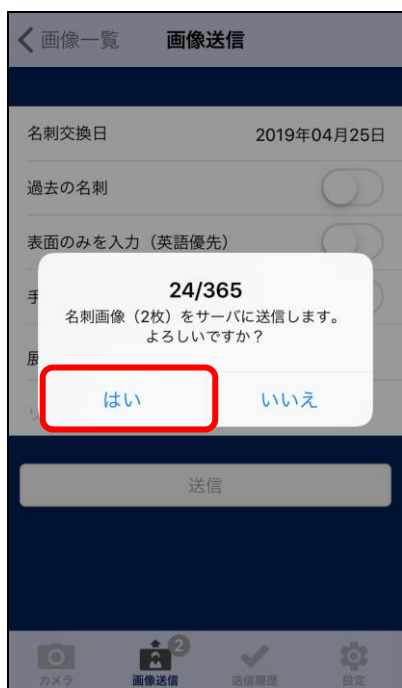 画像一覧 画像送信
名刺交換日 2019年04月25日
過去の名刺
表面のみを入力（英語優先）
手
24/365
名刺画像（2枚）をサーバに送信します。
よろしいですか？
展
はい いいえ
リ
送信
2
カメラ 画像送信 送信履歴 設定